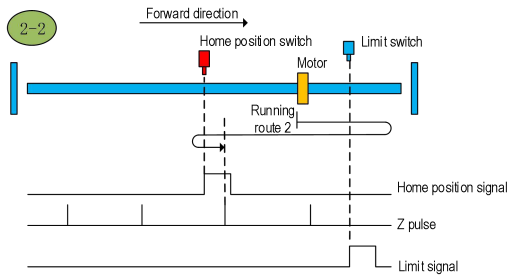 2-2
Forward direction
Home position switch
Limit switch
Motor
Running
route 2
Home position signal
Z pulse
Limit signal